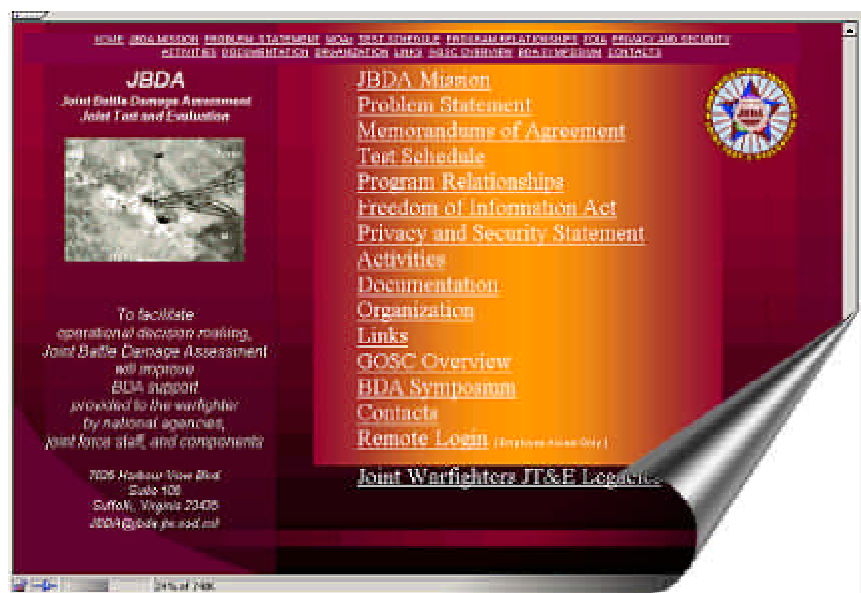 HOME JBDA MISSION PROBLEM STATEMENT MOAs TEST SCHEDULE PROGRAM RELATIONSHIPS FOIA PRIVACY AND SECURITY
ACTIVITIES DOCUMENTATION ORGANIZATION LINKS GOSC OVERVIEW BDA SYMPOSIUM CONTACTS
JBDA
Joint Battle Damage Assessment
Joint Test and Evaluation
To facilitate
operational decision making,
Joint Battle Damage Assessment
will improve
BDA support
provided to the warfighter
by national agencies,
joint force staff, and components
7025 Harbour View Blvd
Suite 105
Suffolk, Virginia 23435
JBDA Mission
Problem Statement
Memorandums of Agreement
Test Schedule
Program Relationships
Freedom of Information Act
Privacy and Security Statement
Activities
Documentation
Organization
Links
GOSC Overview
BDA Symposium
Contacts
Remote Login (Employee Access Only)
Joint Warfighters JT&E Legacies